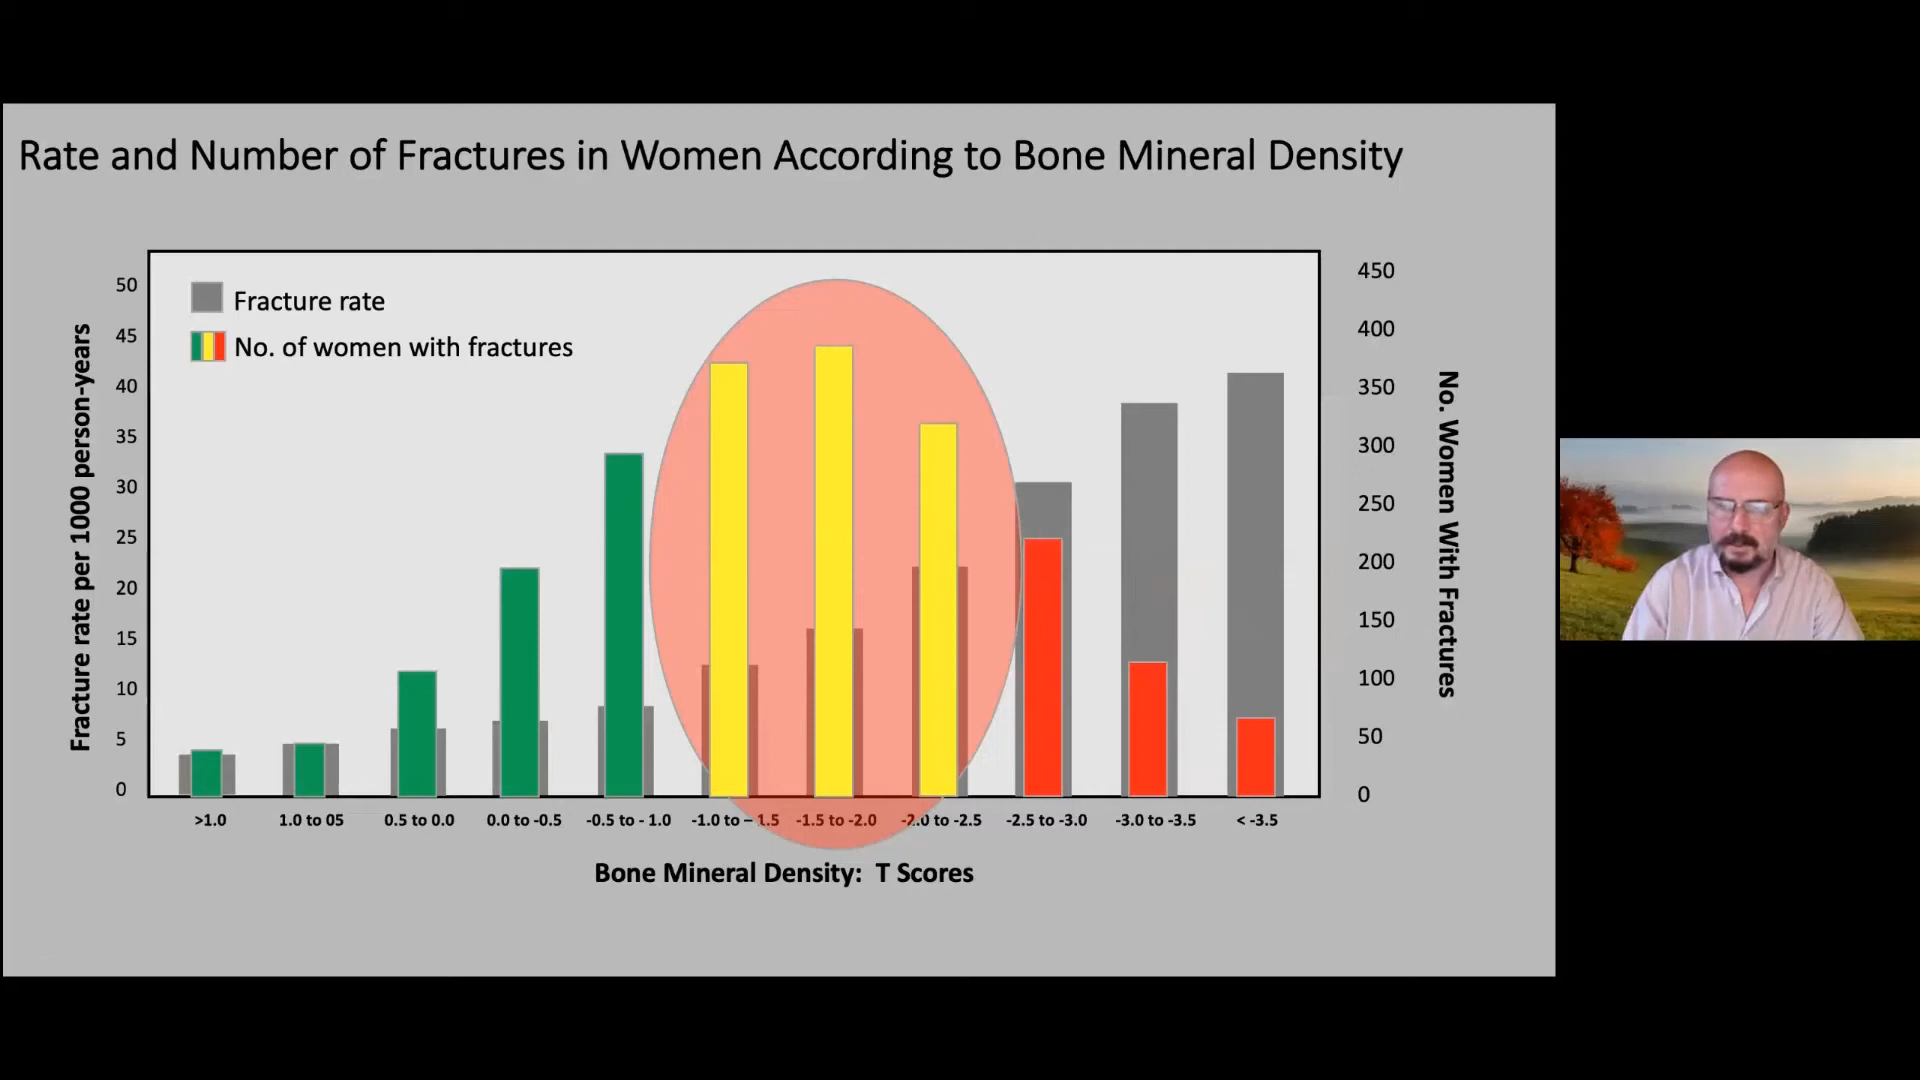 Rate and Number of Fractures in Women According to Bone Mineral Density
Fracture rate
No. of women with fractures
Fracture rate per 1000 person-years
50
45
40
35
30
25
20
15
10
5
0
450
400
350
300
250
200
150
100
50
0
No. Women With Fractures
>1.0
1.0 to 05
0.5 to 0.0
0.0 to -0.5
-0.5 to - 1.0
-1.0 to – 1.5
-1.5 to -2.0
-2.0 to -2.5
-2.5 to -3.0
-3.0 to -3.5
< -3.5
Bone Mineral Density: T Scores